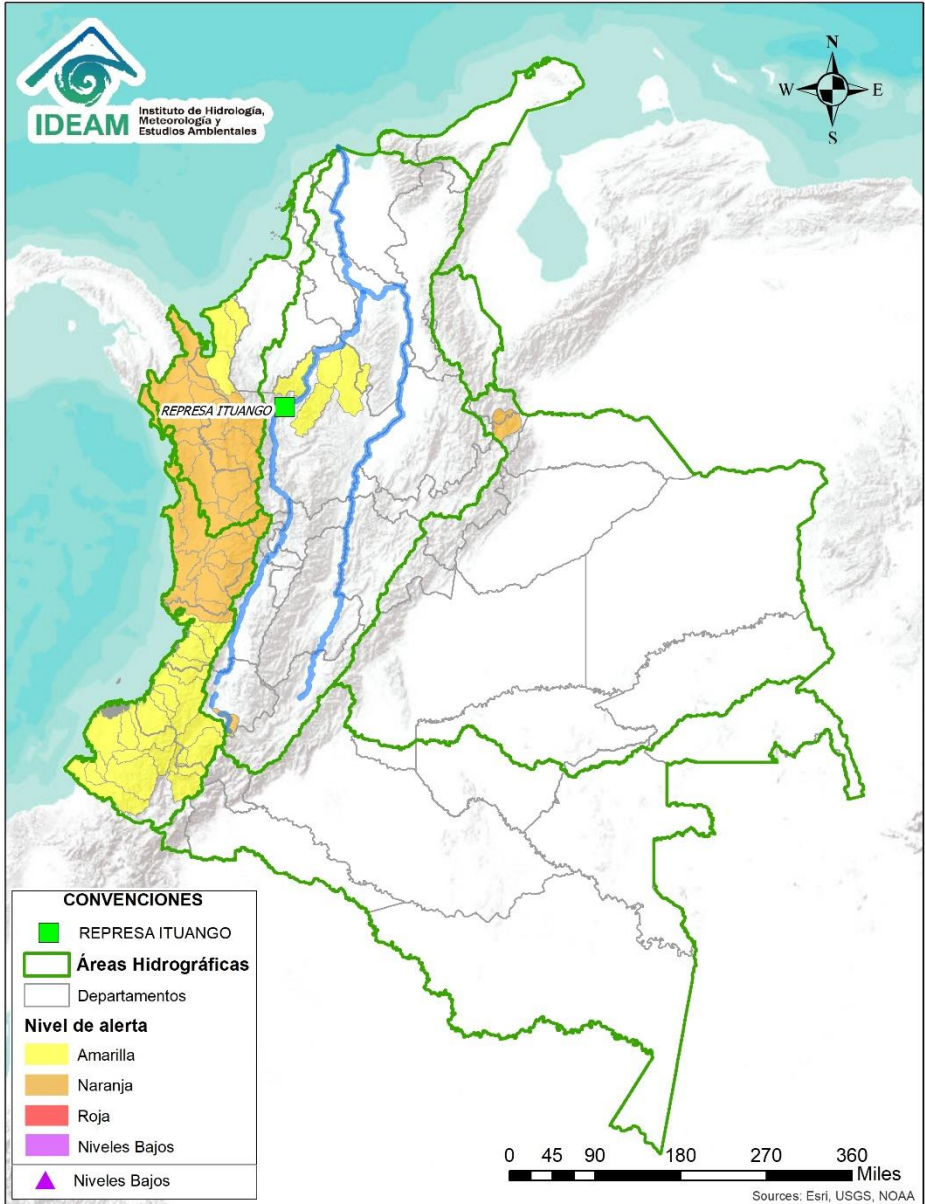 IDEAM
Instituto de Hidrología,
Meteorología y
Estudios Ambientales
N
W
E
S
REPRESA ITUANGO
CONVENCIONES
REPRESA ITUANGO
Áreas Hidrográficas
Departamentos
Nivel de alerta
Amarilla
Naranja
Roja
Niveles Bajos
Niveles Bajos
0 45 90 180 270 360
Miles
Sources: Esri, USGS, NOAA